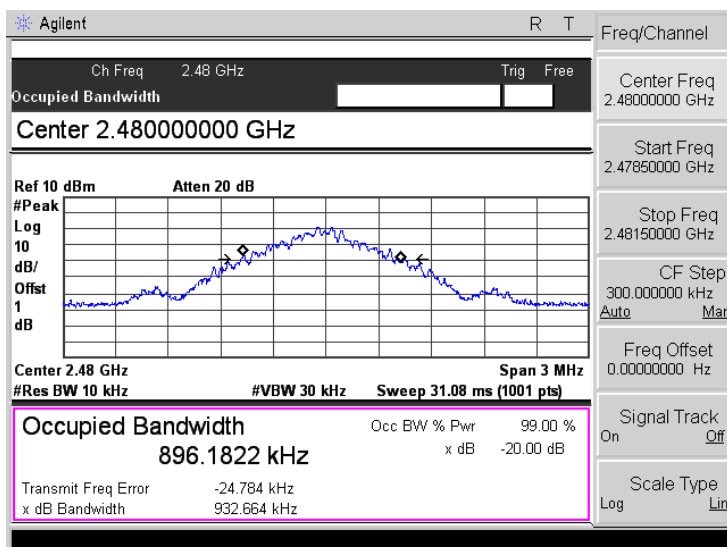 Agilent R T
Ch Freq 2.48 GHz Trig Free
Occupied Bandwidth
Center 2.480000000 GHz
Ref 10 dBm Atten 20 dB
#Peak
Log
10
dB/
Offst
1
dB
Center 2.48 GHz Span 3 MHz
#Res BW 10 kHz #VBW 30 kHz Sweep 31.08 ms (1001 pts)
Occupied Bandwidth Occ BW % Pwr 99.00 %
896.1822 kHz x dB -20.00 dB
Transmit Freq Error -24.784 kHz
x dB Bandwidth 932.664 kHz
Freq/Channel
Center Freq
2.48000000 GHz
Start Freq
2.47850000 GHz
Stop Freq
2.48150000 GHz
CF Step
300.000000 kHz
Auto Man
Freq Offset
0.00000000 Hz
Signal Track
On Off
Scale Type
Log Lin